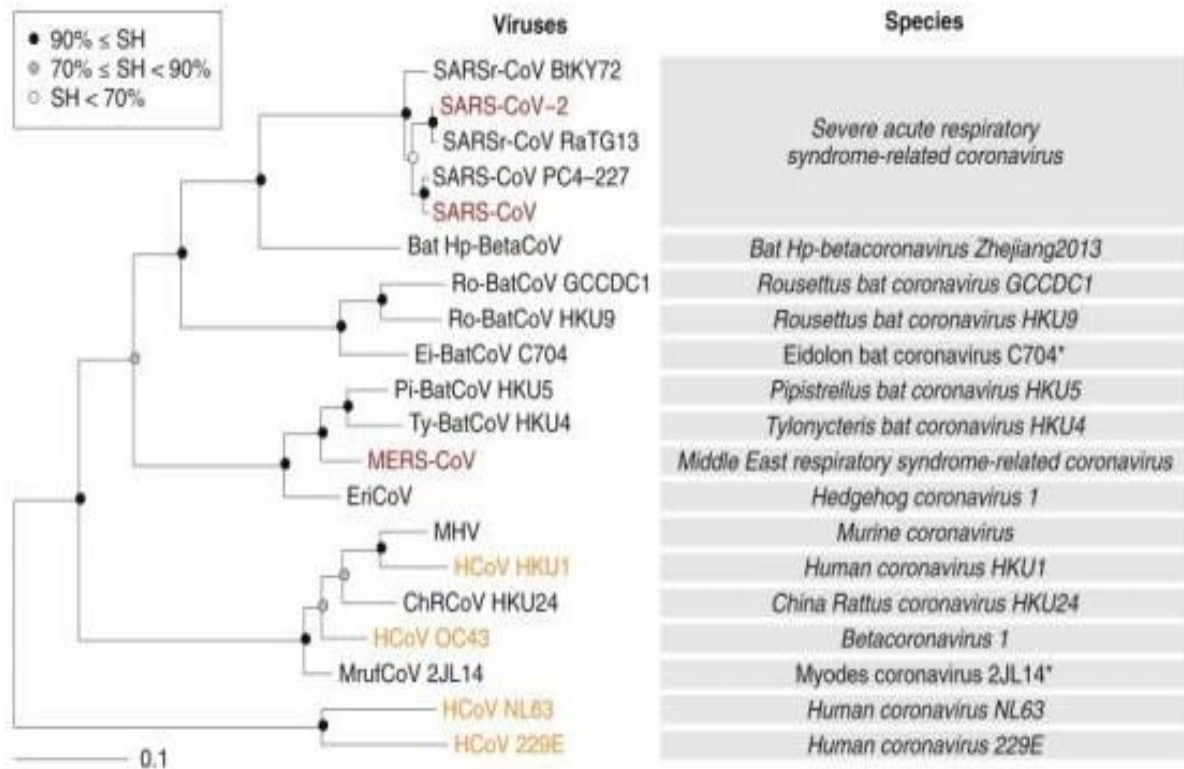 90% ≤ SH
70% ≤ SH < 90%
SH < 70%
Viruses
Species
SARSr-CoV BtKY72
SARS-CoV-2
SARSr-CoV RaTG13
SARS-CoV PC4-227
SARS-CoV
Severe acute respiratory
syndrome-related coronavirus
Bat Hp-BetaCoV Bat Hp-betacoronavirus Zhejiang2013
Ro-BatCoV GCCDC1 Rousettus bat coronavirus GCCDC1
Ro-BatCoV HKU9 Rousettus bat coronavirus HKU9
Ei-BatCoV C704 Eidolon bat coronavirus C704*
Pi-BatCoV HKU5 Pipistrellus bat coronavirus HKU5
Ty-BatCoV HKU4 Tylonycteris bat coronavirus HKU4
MERS-CoV Middle East respiratory syndrome-related coronavirus
EriCoV Hedgehog coronavirus 1
MHV Murine coronavirus
HCoV HKU1 Human coronavirus HKU1
ChRCoV HKU24 China Rattus coronavirus HKU24
HCoV OC43 Betacoronavirus 1
MrufCoV 2JL14 Myodes coronavirus 2JL14*
HCoV NL63 Human coronavirus NL63
HCoV 229E Human coronavirus 229E
0.1